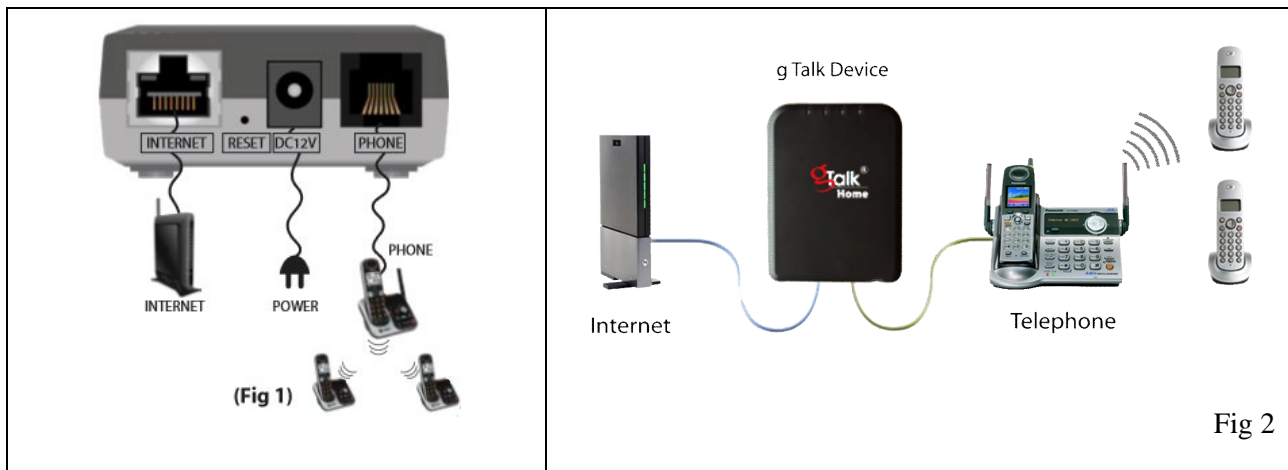 INTERNET RESET DC12V PHONE
PHONE
INTERNET
POWER
(Fig 1)
g Talk Device
gTalk®
Home
Internet
Telephone
Fig 2